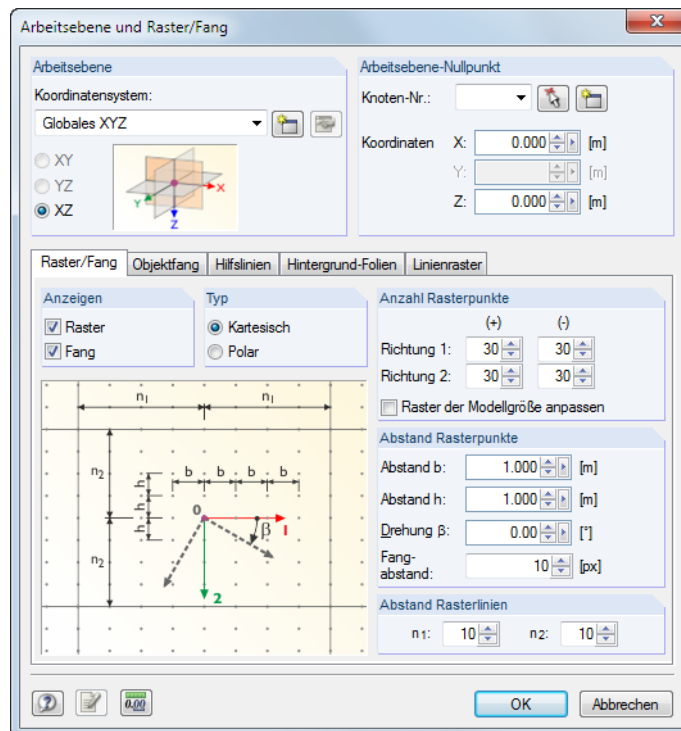 Arbeitsebene und Raster/Fang
Arbeitsebene
Koordinatensystem:
Globales XYZ
XY
YZ
XZ
X
Y
Z
Arbeitsebene-Nullpunkt
Knoten-Nr.:
Koordinaten X: 0.000 [m]
Y: [m]
Z: 0.000 [m]
Raster/Fang Objektfang Hilfslinien Hintergrund-Folien Linienraster
Anzeigen
Raster
Fang
Typ
Kartesisch
Polar
n1 n1
n2
n2
h
h
h
b b b b
0
1
β
2
Anzahl Rasterpunkte
(+) (-)
Richtung 1: 30 30
Richtung 2: 30 30
Raster der Modellgröße anpassen
Abstand Rasterpunkte
Abstand b: 1.000 [m]
Abstand h: 1.000 [m]
Drehung β: 0.00 [°]
Fang-
abstand: 10 [px]
Abstand Rasterlinien
n1: 10 n2: 10
0.00
OK Abbrechen